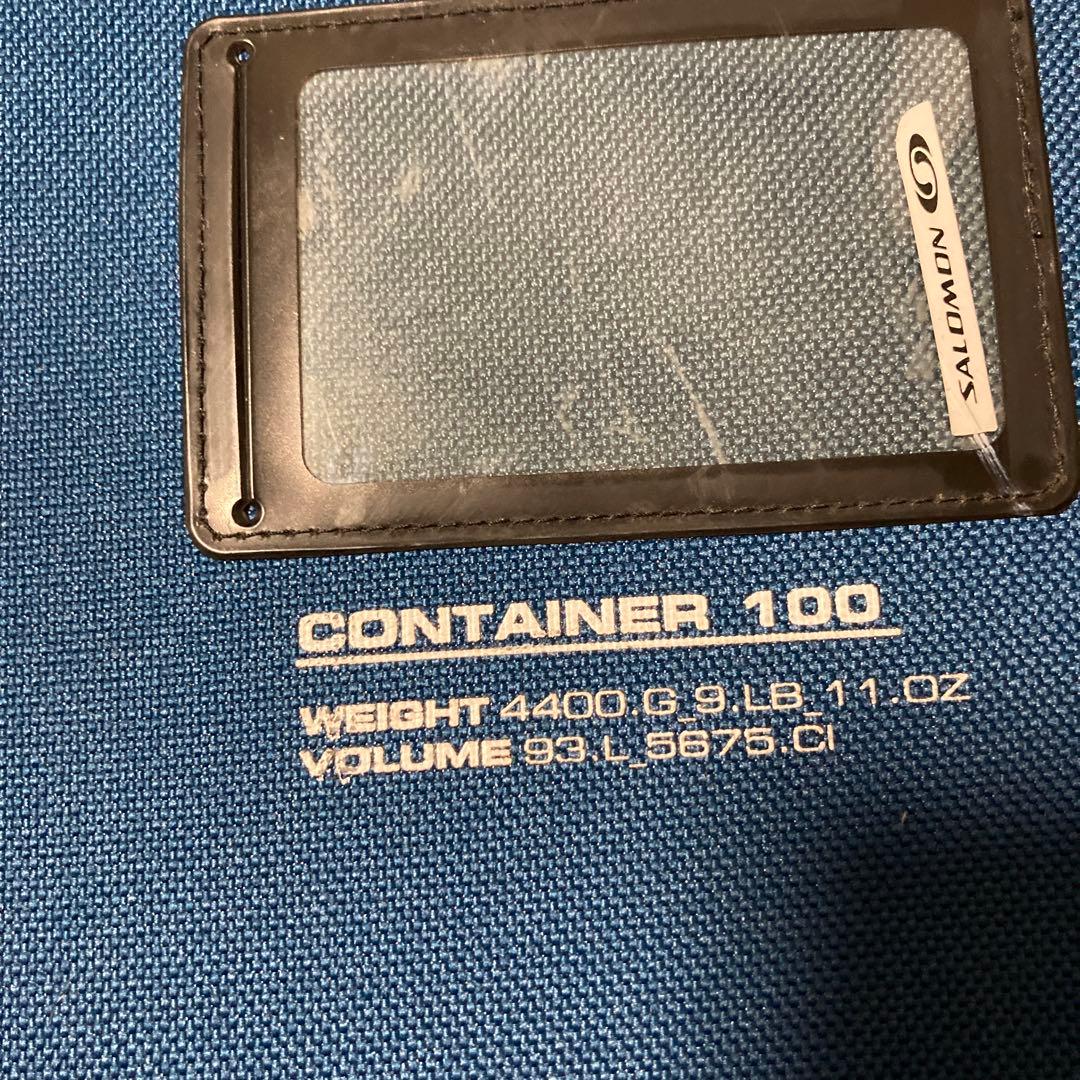 SALOMON
CONTAINER 100
WEIGHT 4400.G_9.LB_11.OZ
VOLUME 93.L_5675.CI